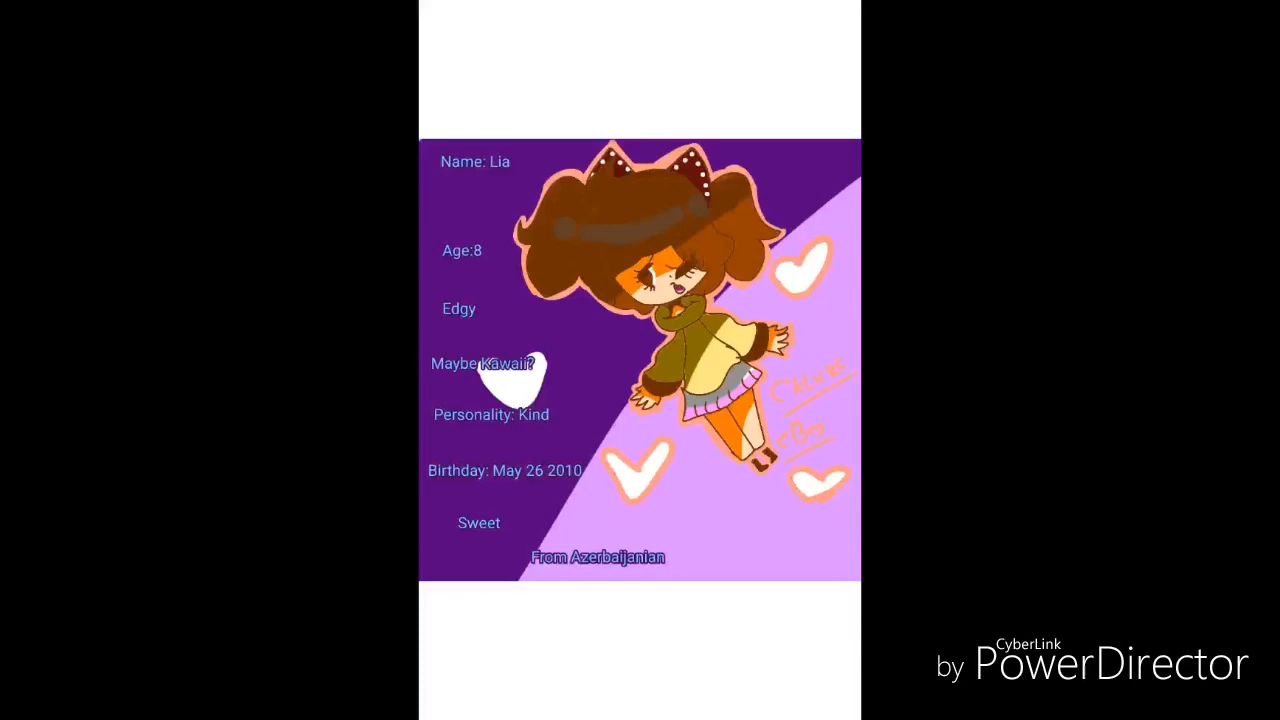 Name: Lia
Age:8
Edgy
Maybe Kawaii?
Personality: Kind
Birthday: May 26 2010
Sweet
From Azerbaijanian
CyberLink
by PowerDirector